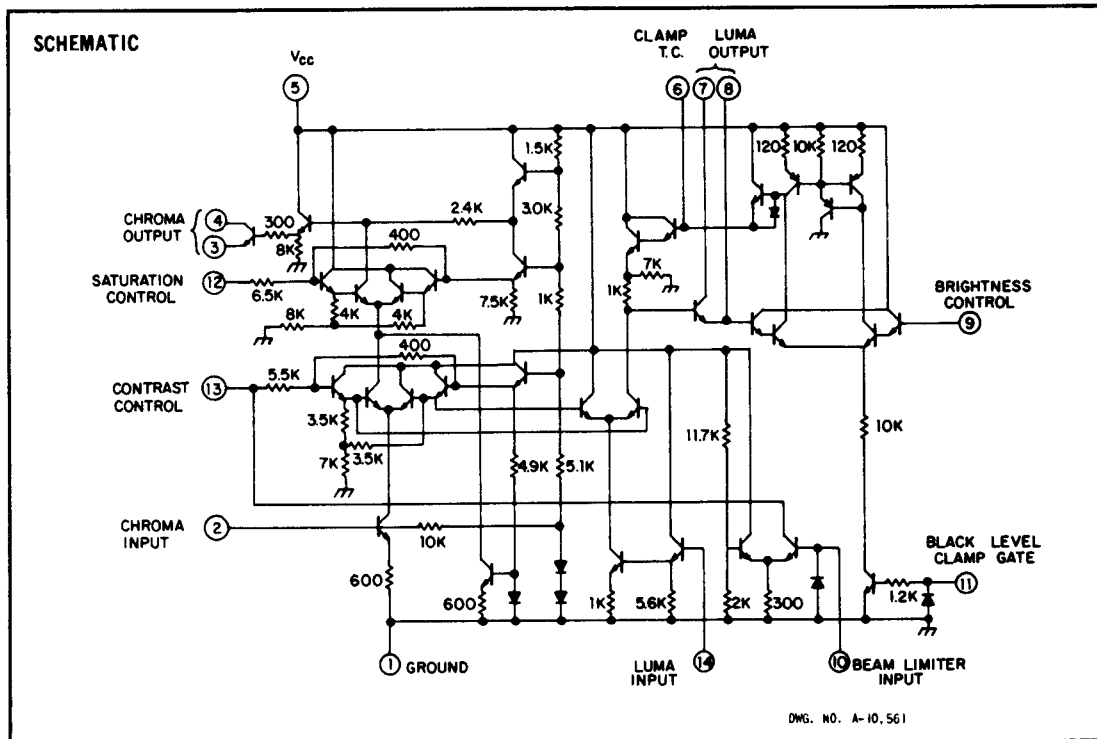 SCHEMATIC
VCC
5
CLAMP
T.C.
LUMA
OUTPUT
6
7
8
120
10K
120
1.5K
3.0K
2.4K
CHROMA
OUTPUT
4
3
300
8K
400
SATURATION
CONTROL
12
6.5K
8K
4K
4K
7.5K
1K
7K
1K
BRIGHTNESS
CONTROL
9
400
CONTRAST
CONTROL
13
5.5K
3.5K
3.5K
7K
4.9K
5.1K
11.7K
10K
CHROMA
INPUT
2
10K
600
600
1K
5.6K
2K
300
BLACK LEVEL
CLAMP GATE
11
1.2K
1
GROUND
LUMA
INPUT
14
10
BEAM LIMITER
INPUT
DWG. NO. A-10,561